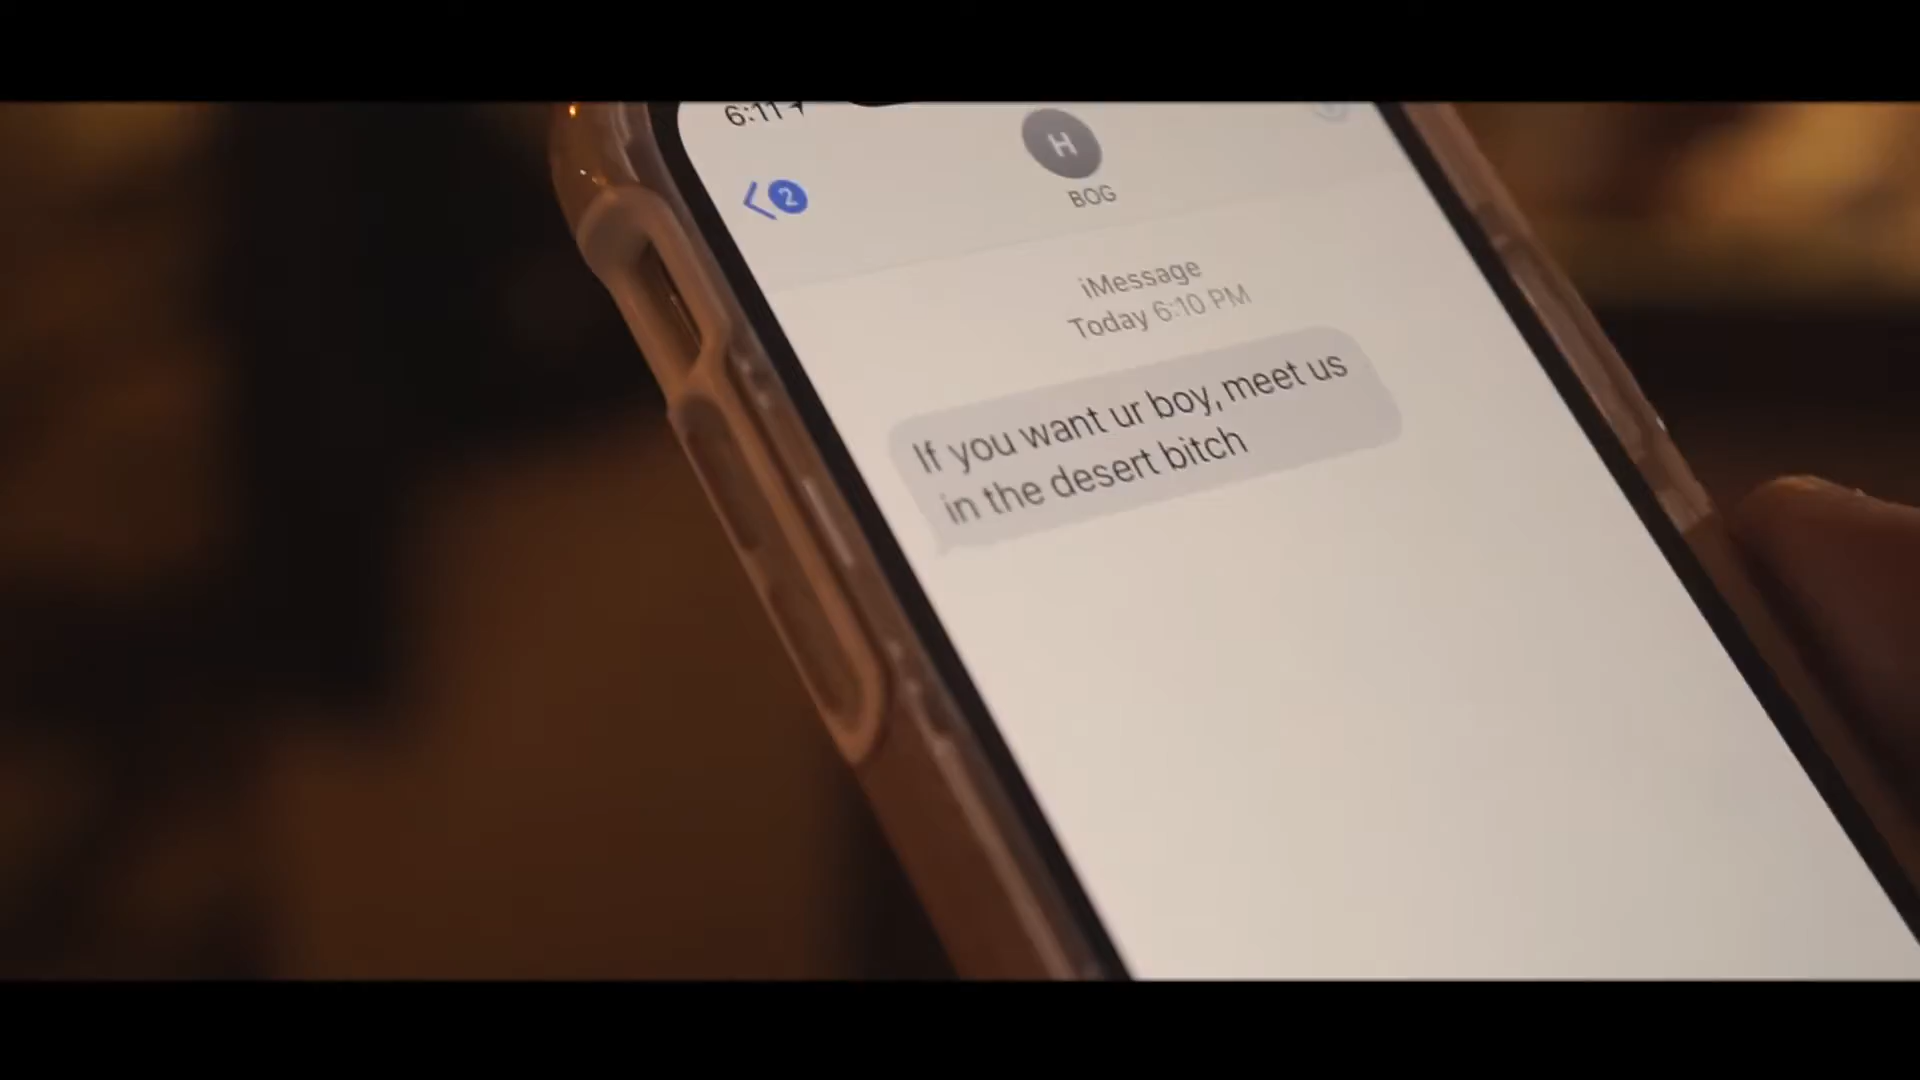 6:11
2
H
BOG
iMessage
Today 6:10 PM
If you want ur boy, meet us
in the desert bitch